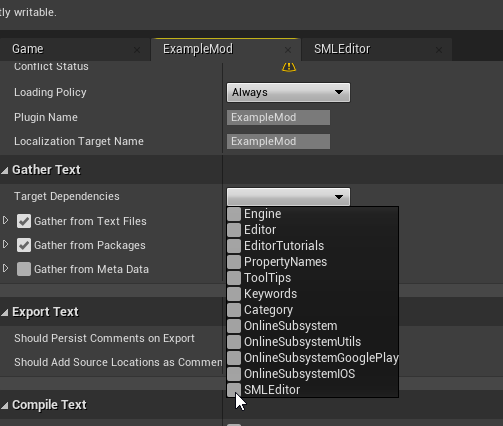 tly writable.
Game
ExampleMod
SMLEditor
Conflict Status
Loading Policy Always
Plugin Name ExampleMod
Localization Target Name ExampleMod
Gather Text
Target Dependencies
Engine
Gather from Text Files
Editor
EditorTutorials
Gather from Packages
PropertyNames
ToolTips
Gather from Meta Data
Keywords
Category
Export Text
OnlineSubsystem
Should Persist Comments on Export
OnlineSubsystemUtils
OnlineSubsystemGooglePlay
Should Add Source Locations as Commen
OnlineSubsystemIOS
SMLEditor
Compile Text